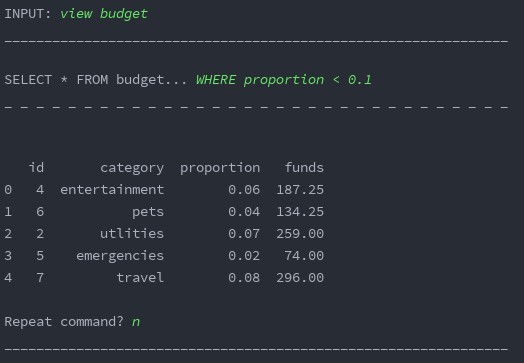 INPUT: view budget
SELECT * FROM budget... WHERE proportion < 0.1
id category proportion funds
0 4 entertainment 0.06 187.25
1 6 pets 0.04 134.25
2 2 utlities 0.07 259.00
3 5 emergencies 0.02 74.00
4 7 travel 0.08 296.00
Repeat command? n